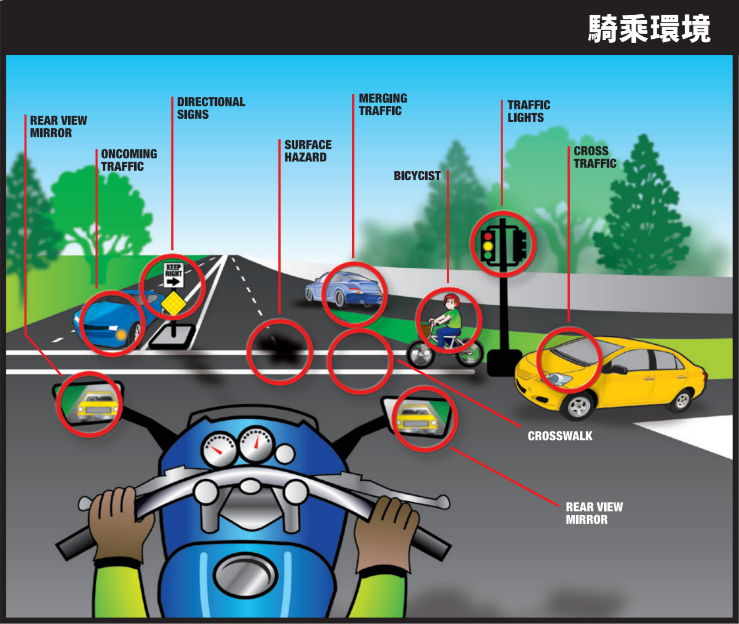 騎乗環境
REAR VIEW
MIRROR
ONCOMING
TRAFFIC
DIRECTIONAL
SIGNS
SURFACE
HAZARD
MERGING
TRAFFIC
BICYCIST
TRAFFIC
LIGHTS
CROSS
TRAFFIC
KEEP
RIGHT
CROSSWALK
REAR VIEW
MIRROR